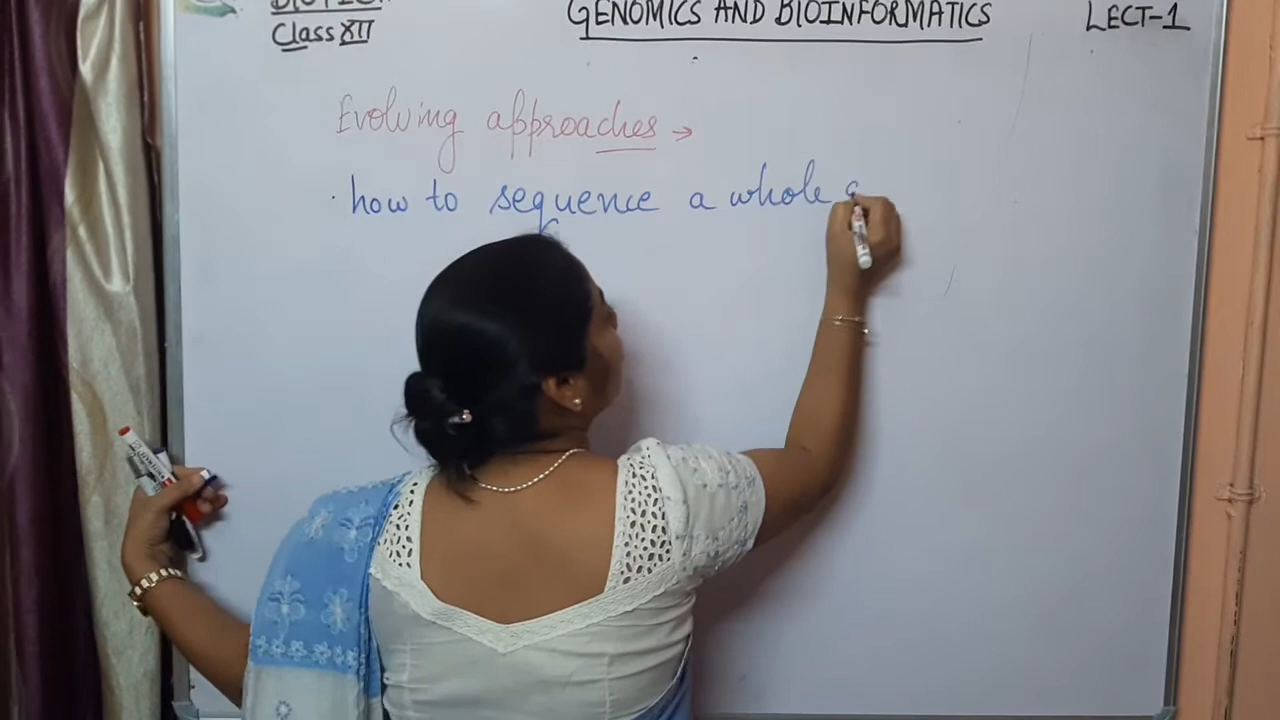 GENOMICS AND BIOINFORMATICS
LECT-1
Class XII
Evolving approaches →
how to sequence a whole